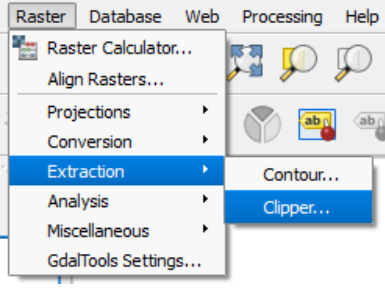 Raster Database Web Processing Help
Raster Calculator...
Align Rasters...
Projections
Conversion
Extraction
Contour...
Analysis
Clipper...
Miscellaneous
GdalTools Settings...
ab
ab